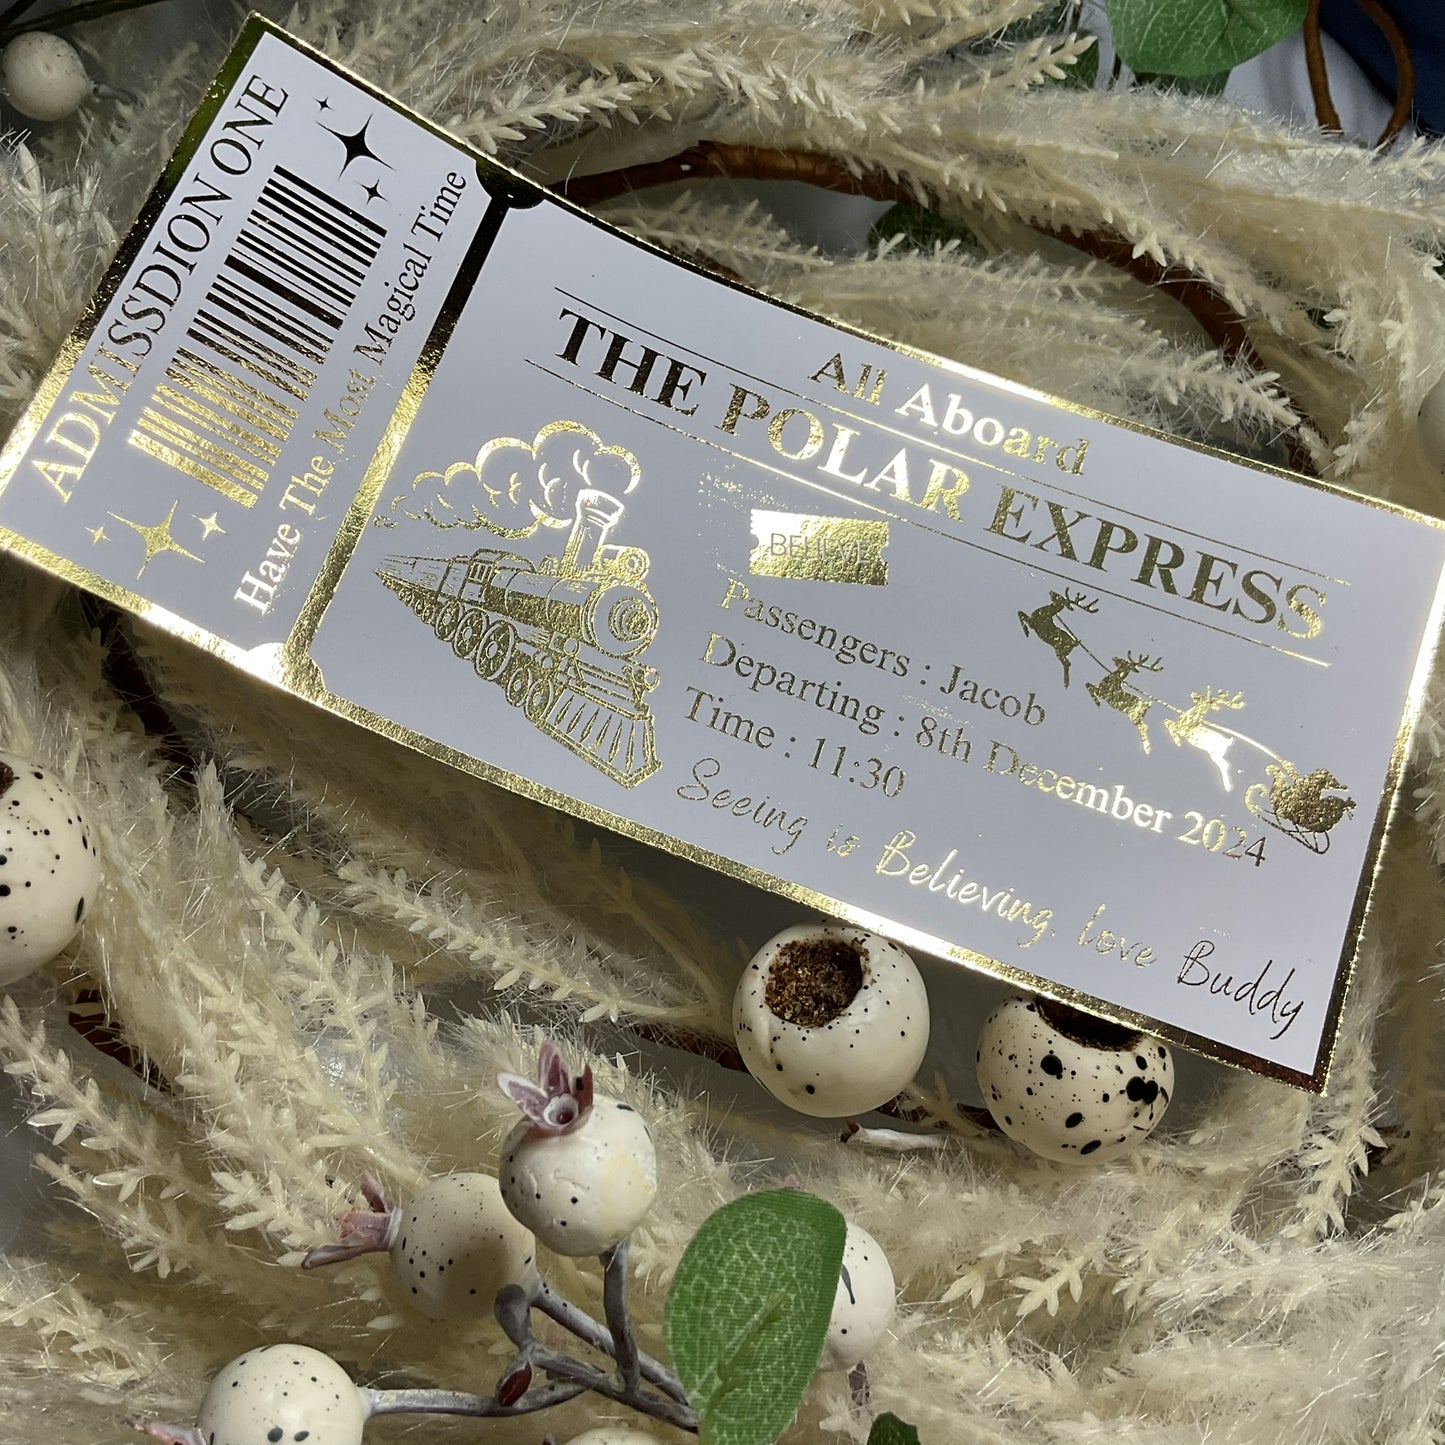 ADMISSDION ONE
Have The Most Magical Time
All Aboard
THE POLAR EXPRESS
BELIEVE
Passengers : Jacob
Departing : 8th December 2024
Time : 11:30
Seeing is Believing, love Buddy